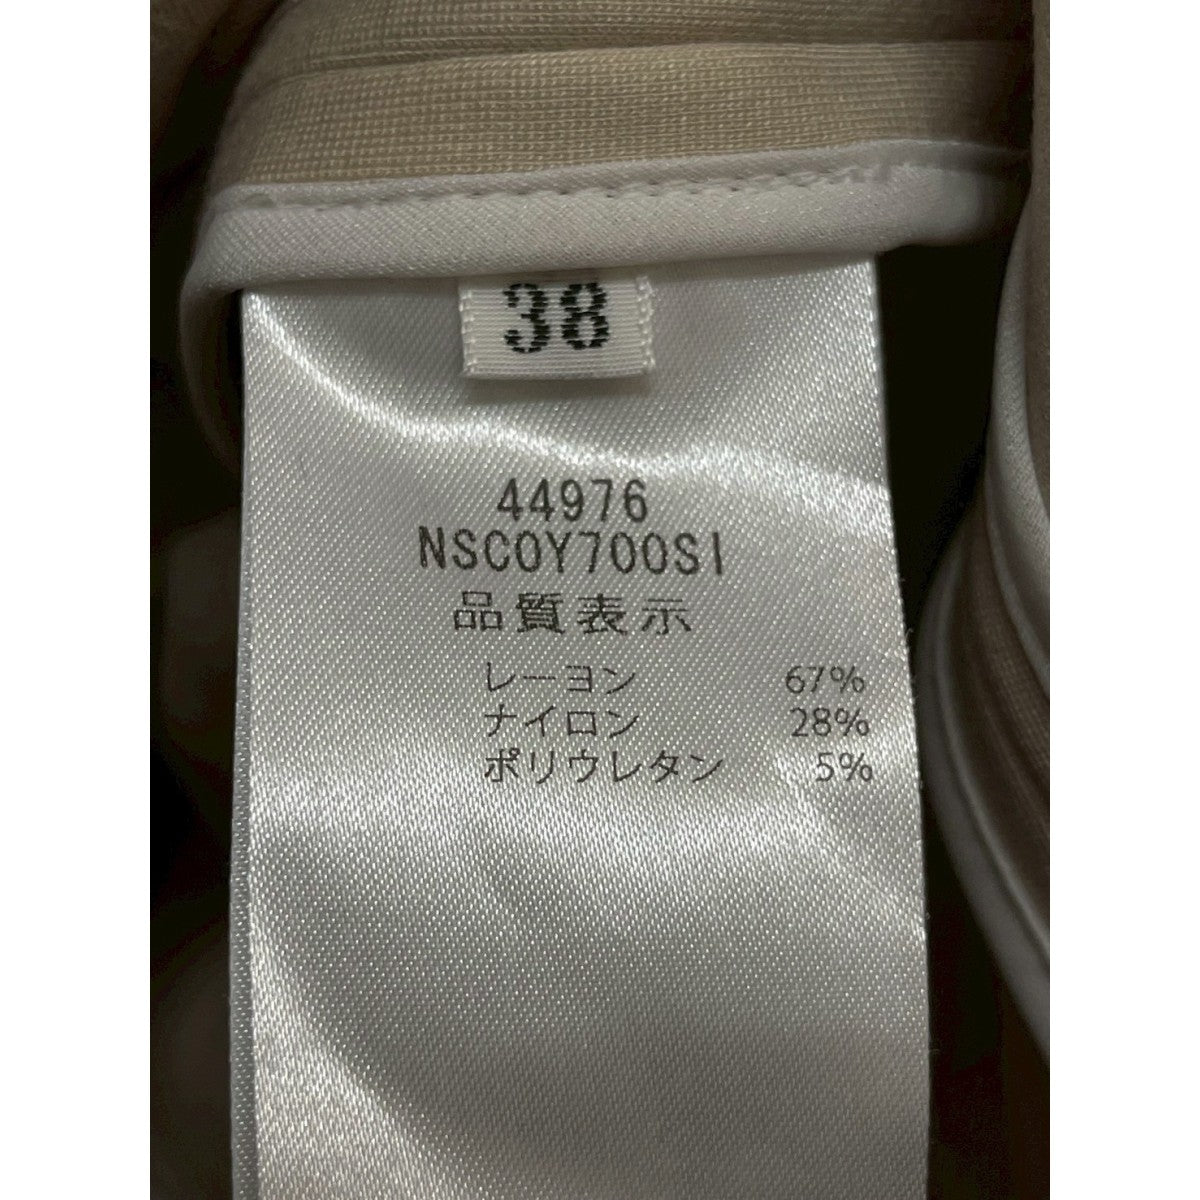 38
44976
NSCOY700SI
品質表示
レーヨン 67%
ナイロン 28%
ポリウレタン 5%